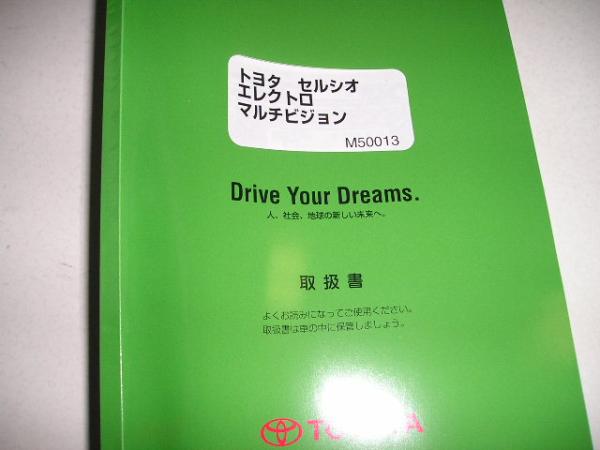 トヨタ セルシオ
エレクトロ
マルチビジョン
M50013
Drive Your Dreams.
人、社会、地球の新しい未来へ。
取扱書
よくお読みになってご使用ください。
取扱書は車の中に保管しましょう。
TOYOTA